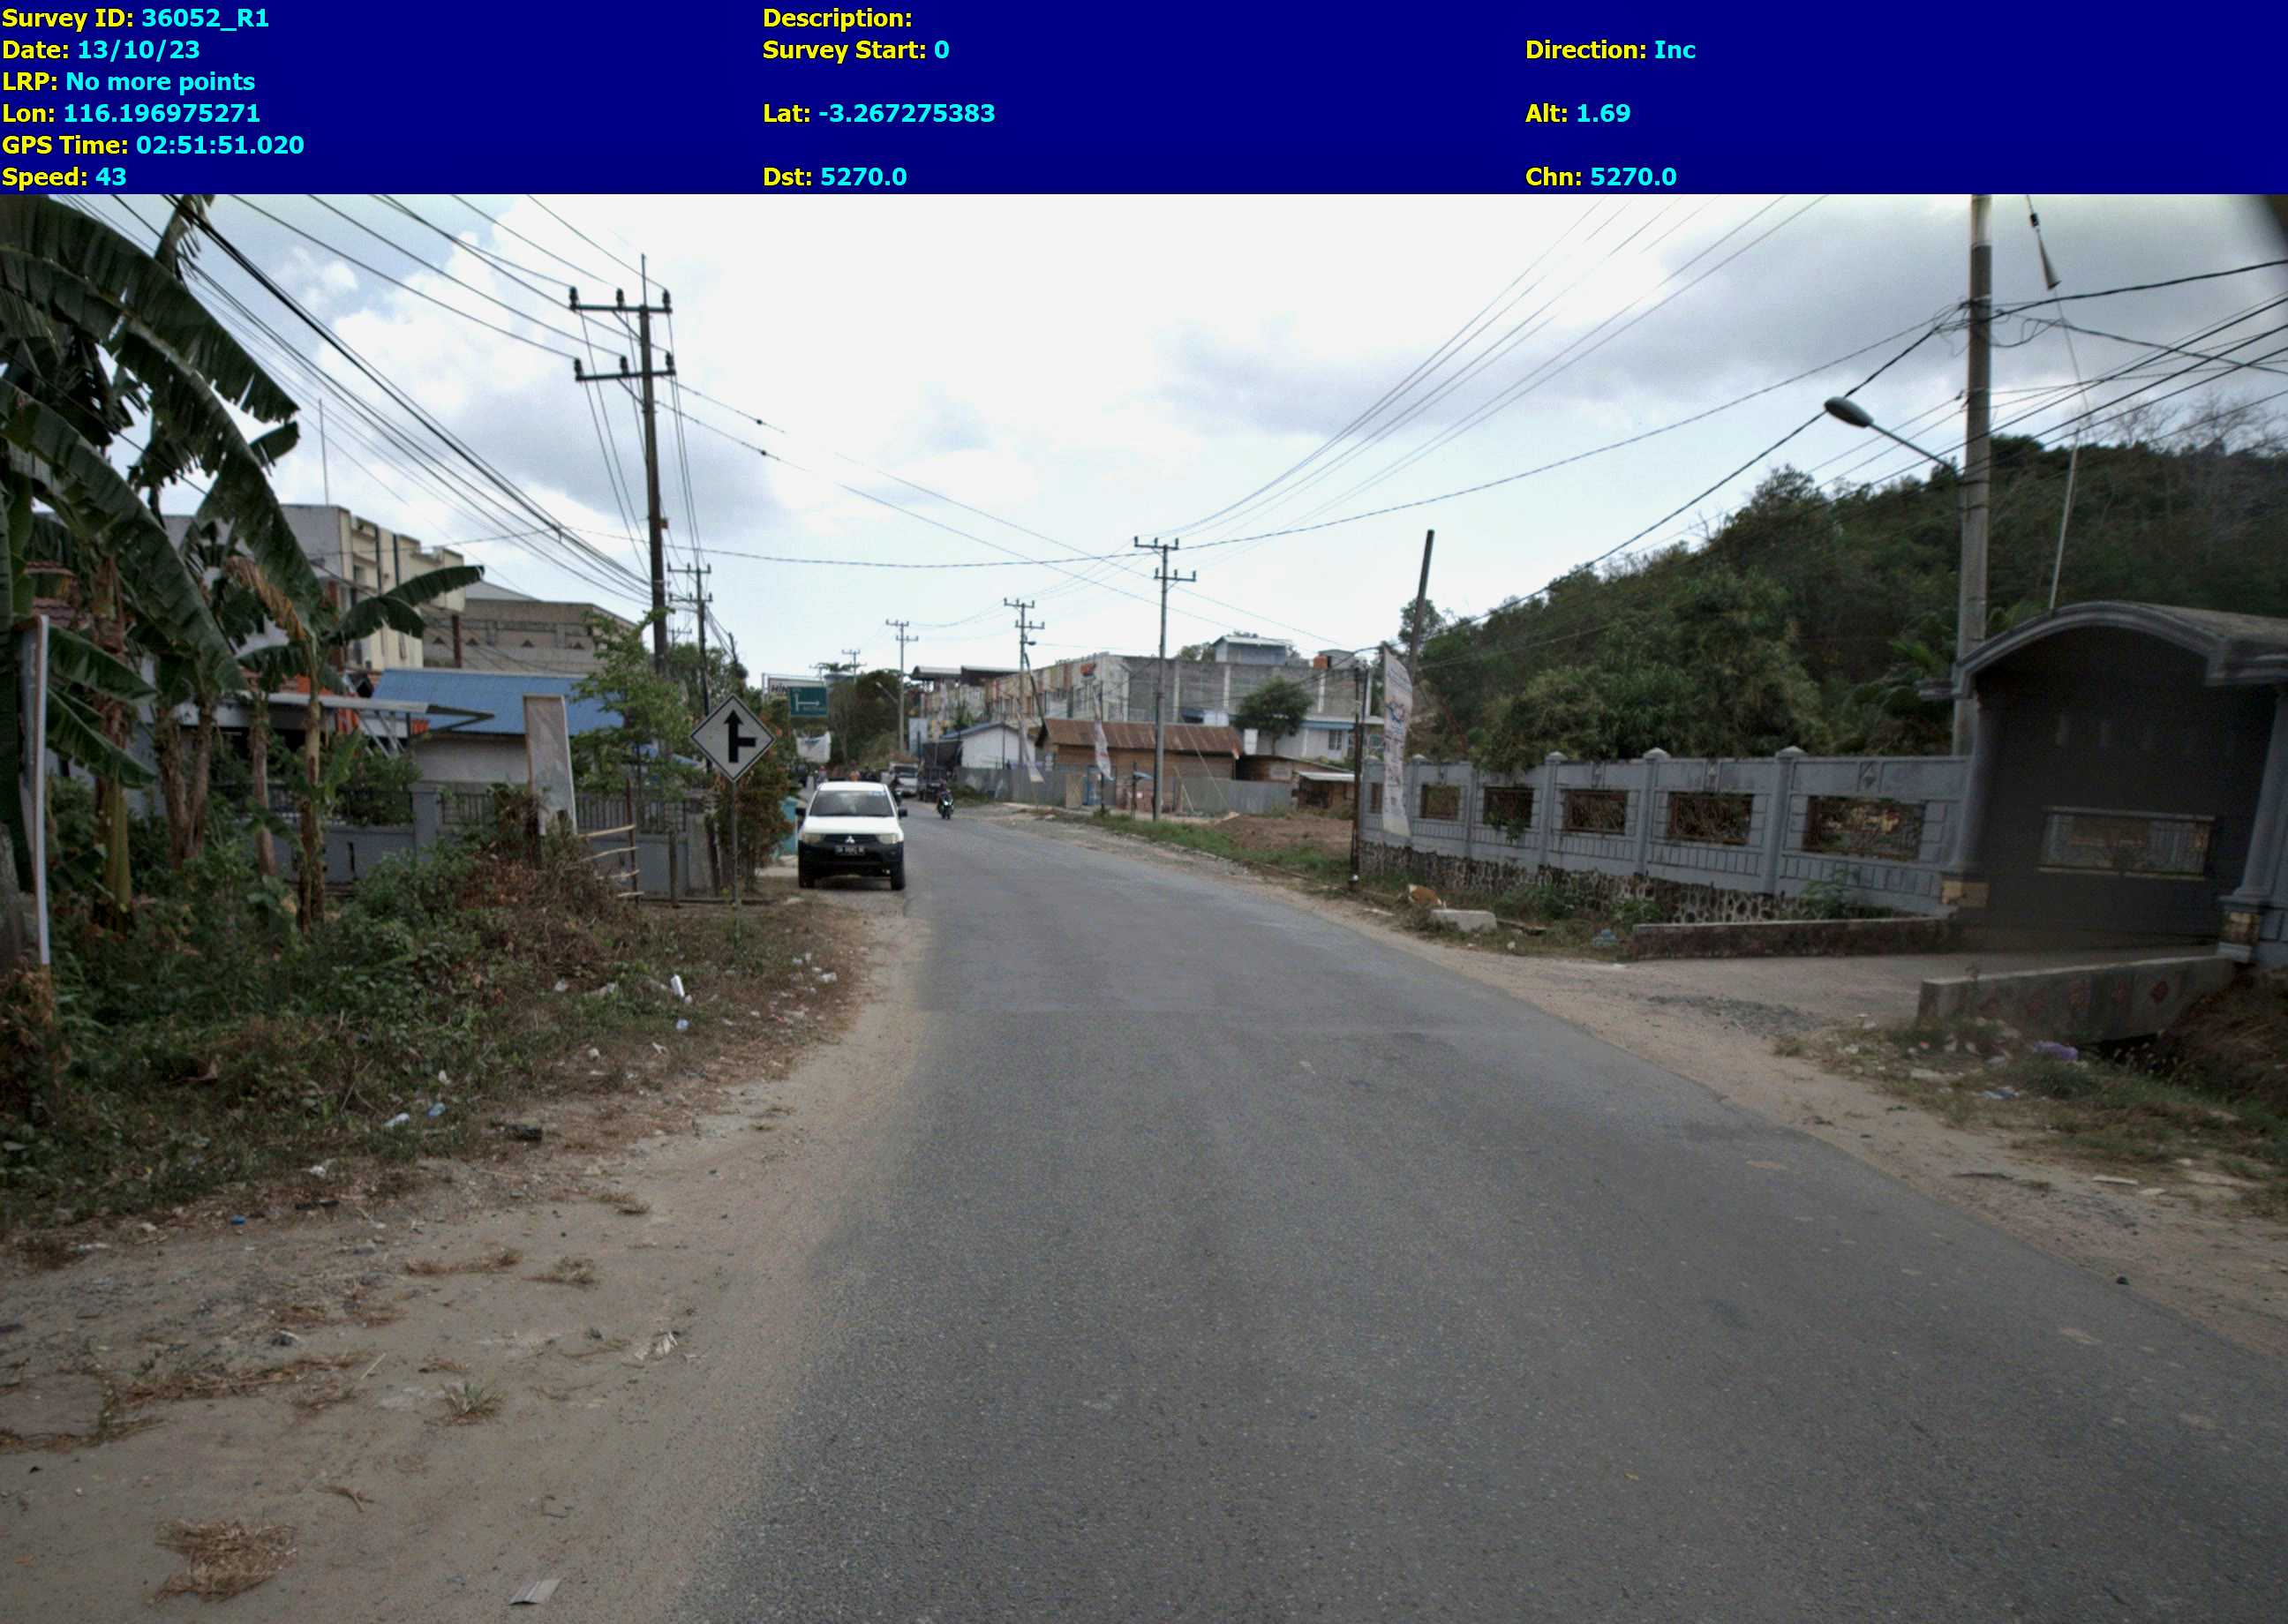 Survey ID: 36052_R1
Description:
Date: 13/10/23
Survey Start: 0
Direction: Inc
LRP: No more points
Lon: 116.196975271
Lat: -3.267275383
Alt: 1.69
GPS Time: 02:51:51.020
Speed: 43
Dst: 5270.0
Chn: 5270.0